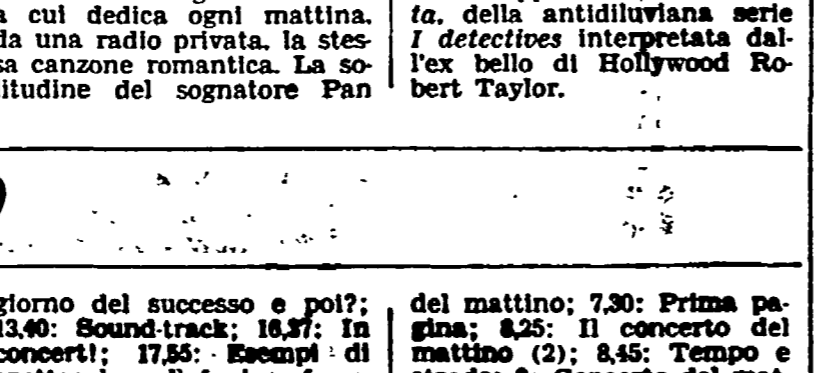 a cui dedica ogni mattina,
da una radio privata, la stes-
sa canzone romantica. La so-
litudine del sognatore Pan
ta, della antidiluviana serie
I detectives interpretata dal-
l'ex bello di Hollywood Ro-
bert Taylor.
giorno del successo e poi?;
13,40: Sound-track; 16,37: In
concert!; 17,55: Esempi di
del mattino; 7,30: Prima pa-
gina; 8,25: Il concerto del
mattino (2); 8,45: Tempo e